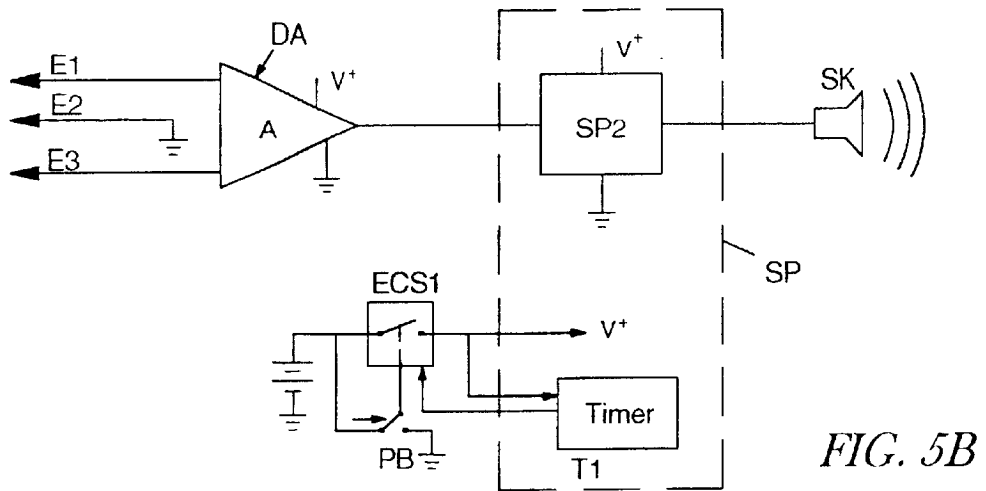 DA
E1
V+
SK
E2
A
SP2
V+
E3
SP
ECS1
V+
Timer
PB
T1
FIG. 5B